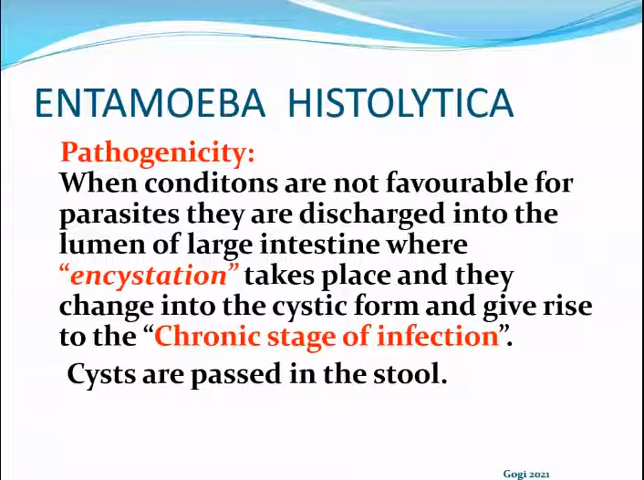 ENTAMOEBA HISTOLYTICA
Pathogenicity:
When conditons are not favourable for
parasites they are discharged into the
lumen of large intestine where
“encystation” takes place and they
change into the cystic form and give rise
to the “Chronic stage of infection”.
Cysts are passed in the stool.
Gogi 2021